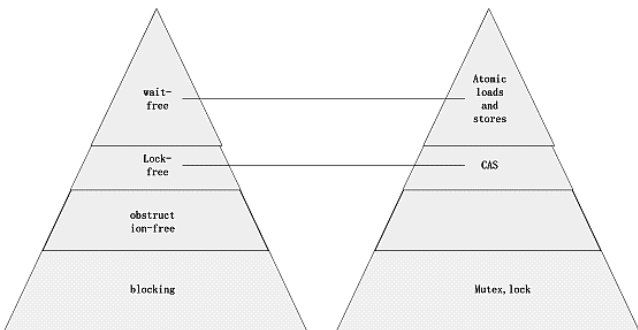 wait-
free
Atomic
loads
and
stores
Lock-
free
CAS
obstruct
ion-free
blocking
Mutex,lock